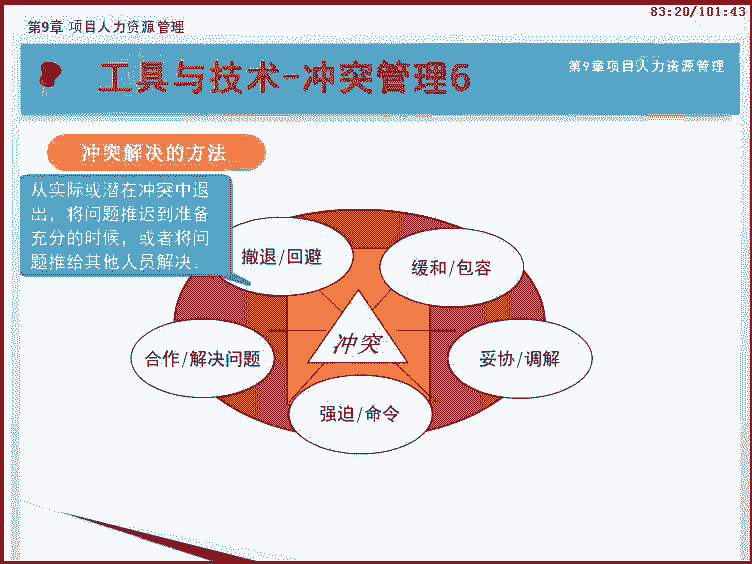 83:20/101:43
第9章 项目人力资源管理
工具与技术-冲突管理6
第9章项目人力资源管理
冲突解决的方法
从实际或潜在冲突中退
出，将问题推迟到准备
充分的时候，或者将问
题推给其他人员解决.
撤退/回避
缓和/包容
冲突
合作/解决问题
妥协/调解
强迫/命令